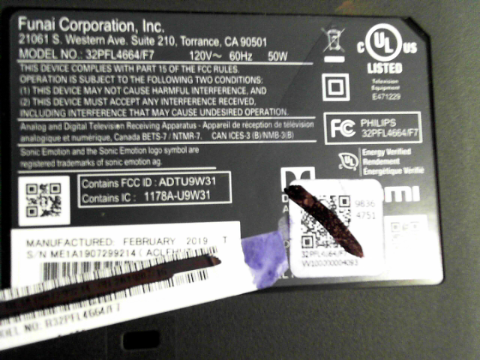 Funai Corporation, Inc.
21061 S. Western Ave. Suite 210, Torrance, CA 90501
MODEL NO.: 32PFL4664/F7 120V~ 60Hz 50W
THIS DEVICE COMPLIES WITH PART 15 OF THE FCC RULES.
OPERATION IS SUBJECT TO THE FOLLOWING TWO CONDITIONS:
(1) THIS DEVICE MAY NOT CAUSE HARMFUL INTERFERENCE, AND
(2) THIS DEVICE MUST ACCEPT ANY INTERFERENCE RECEIVED,
INCLUDING INTERFERENCE THAT MAY CAUSE UNDESIRED OPERATION.
Analog and Digital Television Receiving Apparatus - Appareil de réception de télévision
analogique et numérique, Canada BETS-7 / NTMR-7. CAN ICES-3 (B)/NMB-3(B)
Sonic Emotion and the Sonic Emotion logo symbol are
registered trademarks of sonic emotion ag.
Contains FCC ID : ADTU9W31
Contains IC : 1178A-U9W31
C UL US
LISTED
Television
Equipment
E471229
FC PHILIPS
32PFL4664/F7
Energy Verified
Rendement
Énergétique Vérifié
MANUFACTURED: FEBRUARY 2019
S/N ME1A1907299214
9636
4751
32PFL4664/F7